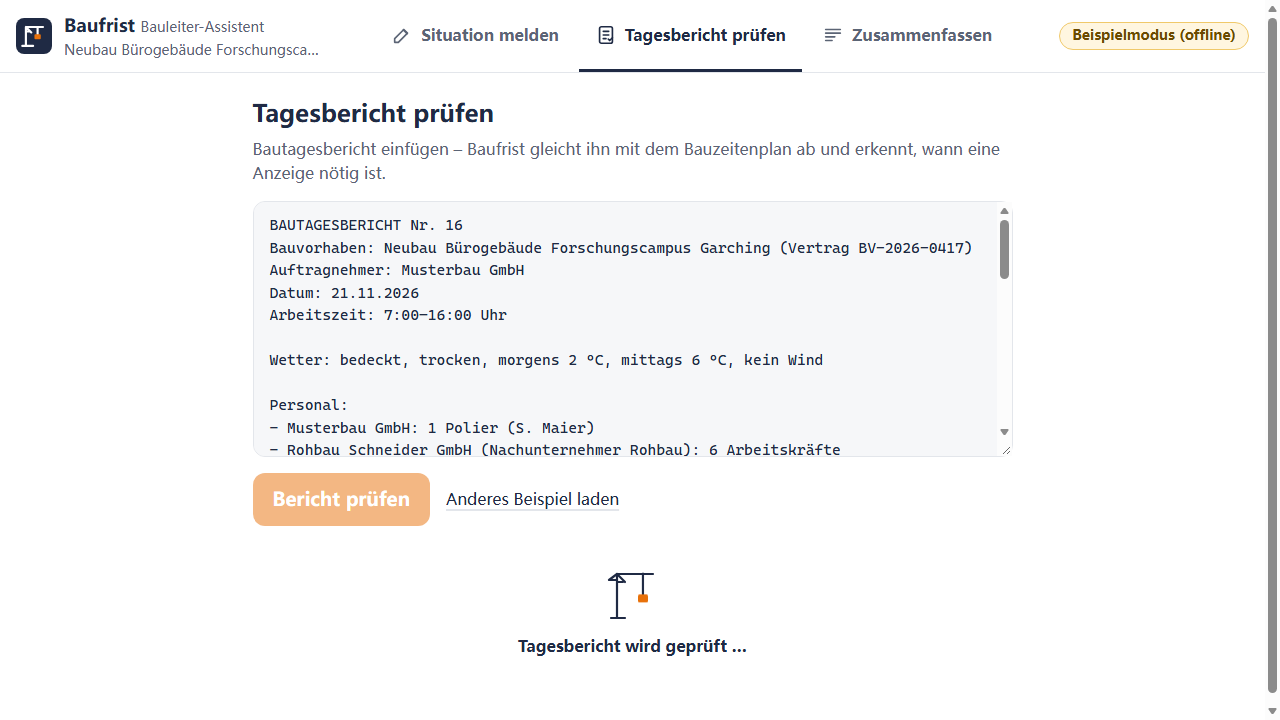 Baufrist Bauleiter-Assistent
Neubau Bürogebäude Forschungsca...
Situation melden
Tagesbericht prüfen
Zusammenfassen
Beispielmodus (offline)
Tagesbericht prüfen
Bautagesbericht einfügen – Baufrist gleicht ihn mit dem Bauzeitenplan ab und erkennt, wann eine
Anzeige nötig ist.
BAUTAGESBERICHT Nr. 16
Bauvorhaben: Neubau Bürogebäude Forschungscampus Garching (Vertrag BV-2026-0417)
Auftragnehmer: Musterbau GmbH
Datum: 21.11.2026
Arbeitszeit: 7:00–16:00 Uhr
Wetter: bedeckt, trocken, morgens 2 °C, mittags 6 °C, kein Wind
Personal:
- Musterbau GmbH: 1 Polier (S. Maier)
- Rohbau Schneider GmbH (Nachunternehmer Rohbau): 6 Arbeitskräfte
Bericht prüfen
Anderes Beispiel laden
Tagesbericht wird geprüft ...